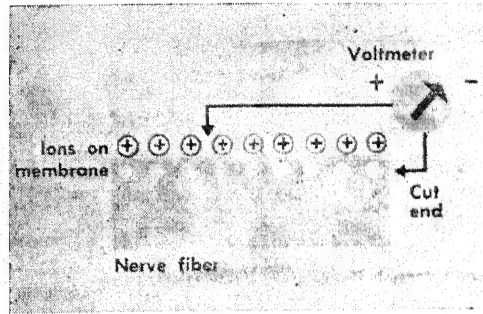 Voltmeter
+ −
Ions on
membrane
+ + + + + + + + +
Cut
end
Nerve fiber